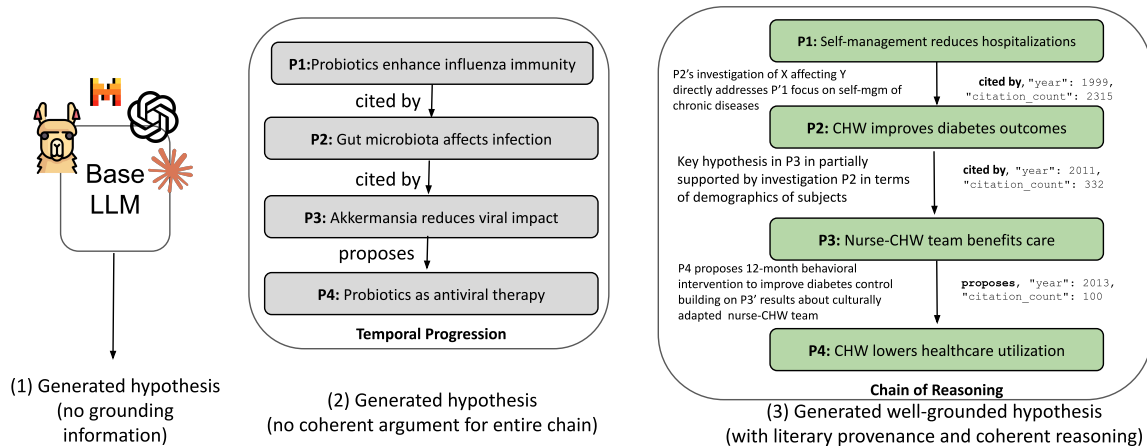 Base
LLM
(1) Generated hypothesis
(no grounding
information)
P1:Probiotics enhance influenza immunity
cited by
P2: Gut microbiota affects infection
cited by
P3: Akkermansia reduces viral impact
proposes
P4: Probiotics as antiviral therapy
Temporal Progression
(2) Generated hypothesis
(no coherent argument for entire chain)
P1: Self-management reduces hospitalizations
P2's investigation of X affecting Y
directly addresses P'1 focus on self-mgm of
chronic diseases
cited by, "year": 1999,
"citation_count": 2315
P2: CHW improves diabetes outcomes
Key hypothesis in P3 in partially
supported by investigation P2 in terms
of demographics of subjects
cited by, "year": 2011,
"citation_count": 332
P3: Nurse-CHW team benefits care
P4 proposes 12-month behavioral
intervention to improve diabetes control
building on P3' results about culturally
adapted nurse-CHW team
proposes, "year": 2013,
"citation_count": 100
P4: CHW lowers healthcare utilization
Chain of Reasoning
(3) Generated well-grounded hypothesis
(with literary provenance and coherent reasoning)